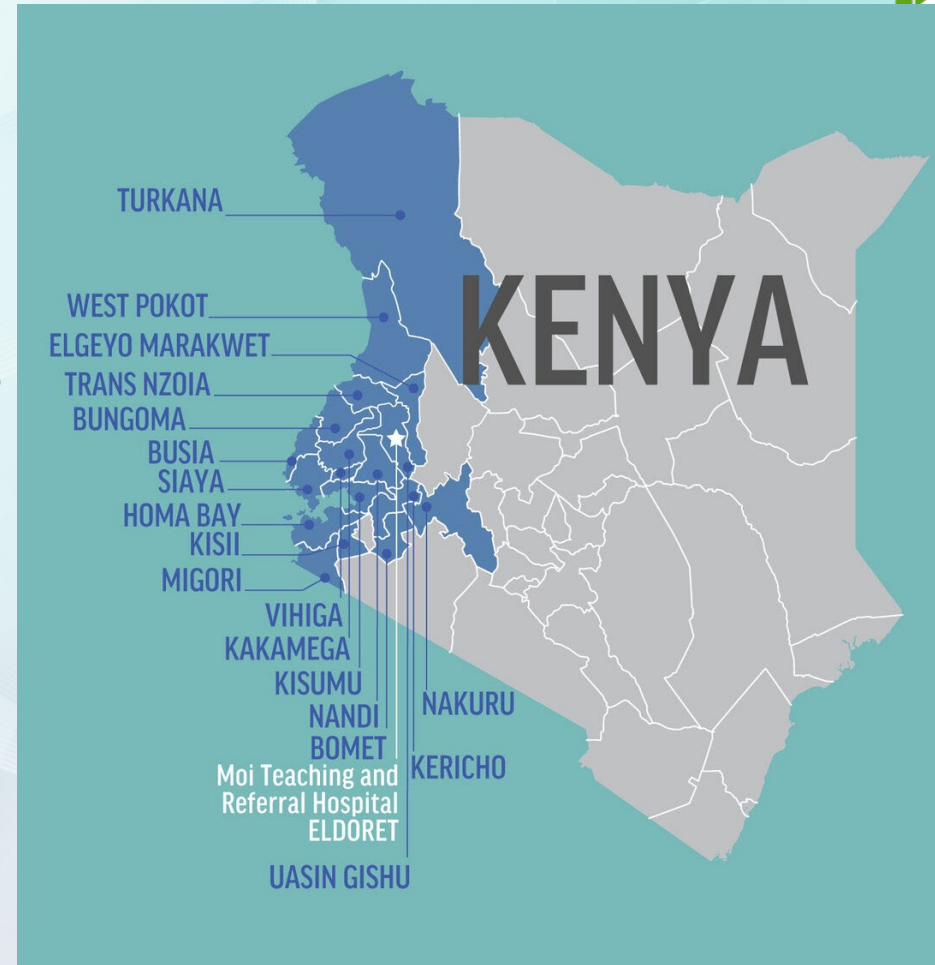 TURKANA
KENYA
WEST POKOT
ELGEYO MARAKWET
TRANS NZOIA
BUNGOMA
BUSIA
SIAYA
HOMA BAY
KISII
MIGORI
VIHIGA
KAKAMEGA
KISUMU
NANDI
BOMET
NAKURU
KERICHO
Moi Teaching and
Referral Hospital
ELDORET
UASIN GISHU